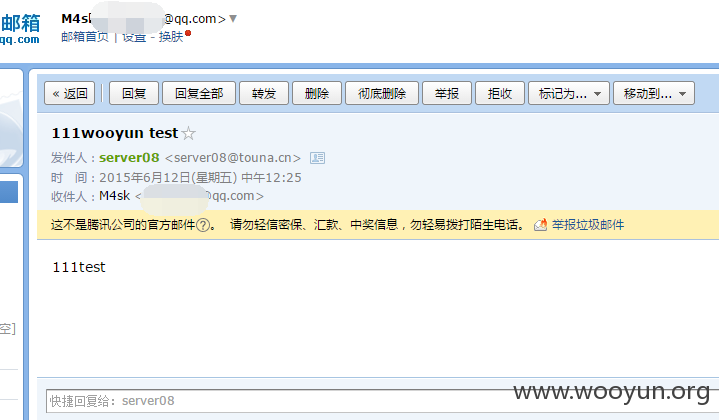 邮箱
qq.com
M4sk @qq.com>▼
邮箱首页 | 设置 - 换肤
« 返回 回复 回复全部 转发 删除 彻底删除 举报 拒收 标记为... 移动到...
111wooyun test☆
发件人：server08 <server08@touna.cn>
时 间：2015年6月12日(星期五) 中午12:25
收件人：M4sk < @qq.com>
这不是腾讯公司的官方邮件?。 请勿轻信密保、汇款、中奖信息，勿轻易拨打陌生电话。 举报垃圾邮件
111test
空]
快捷回复给：server08
www.wooyun.org